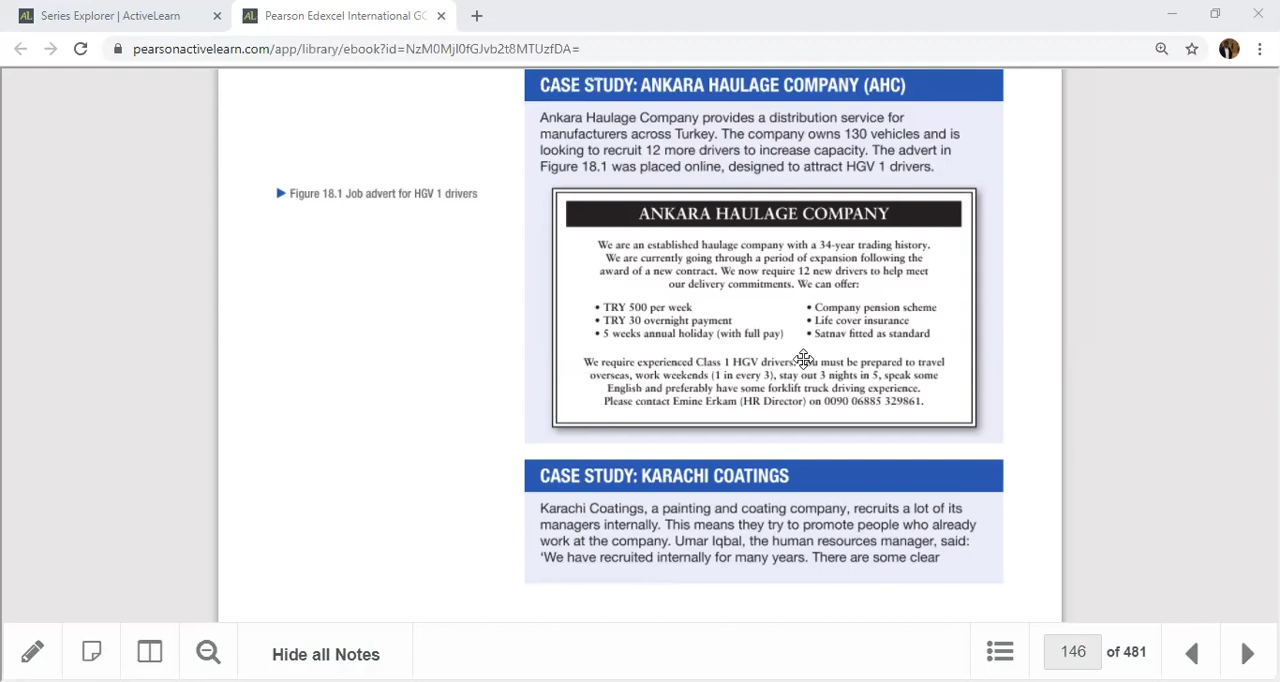 Series Explorer | ActiveLearn
Pearson Edexcel International GC
pearsonactivelearn.com/app/library/ebook?id=NzM0MjI0fGJvb2t8MTUzfDA=
CASE STUDY: ANKARA HAULAGE COMPANY (AHC)
Ankara Haulage Company provides a distribution service for
manufacturers across Turkey. The company owns 130 vehicles and is
looking to recruit 12 more drivers to increase capacity. The advert in
Figure 18.1 was placed online, designed to attract HGV 1 drivers.
▶ Figure 18.1 Job advert for HGV 1 drivers
ANKARA HAULAGE COMPANY
We are an established haulage company with a 34-year trading history.
We are currently going through a period of expansion following the
award of a new contract. We now require 12 new drivers to help meet
our delivery commitments. We can offer:
• TRY 500 per week
• TRY 30 overnight payment
• 5 weeks annual holiday (with full pay)
• Company pension scheme
• Life cover insurance
• Satnav fitted as standard
We require experienced Class 1 HGV drivers. You must be prepared to travel
overseas, work weekends (1 in every 3), stay out 3 nights in 5, speak some
English and preferably have some forklift truck driving experience.
Please contact Emine Erkam (HR Director) on 0090 06885 329861.
CASE STUDY: KARACHI COATINGS
Karachi Coatings, a painting and coating company, recruits a lot of its
managers internally. This means they try to promote people who already
work at the company. Umar Iqbal, the human resources manager, said:
'We have recruited internally for many years. There are some clear
Hide all Notes
146 of 481